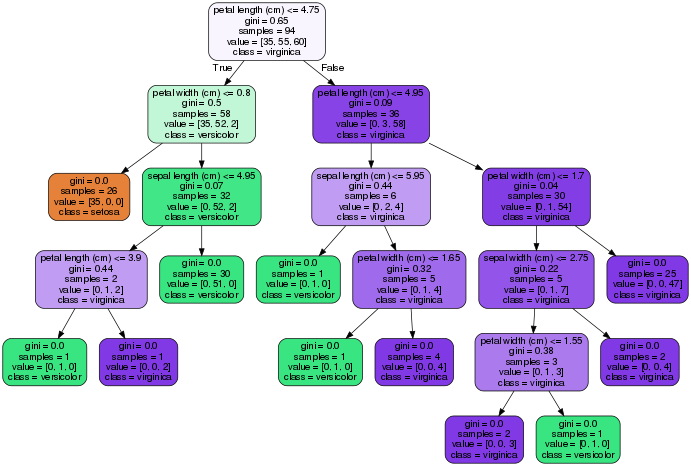 petal length (cm) <= 4.75
gini = 0.65
samples = 94
value = [35, 55, 60]
class = virginica
True
False
petal width (cm) <= 0.8
gini = 0.5
samples = 58
value = [35, 52, 2]
class = versicolor
petal length (cm) <= 4.95
gini = 0.09
samples = 36
value = [0, 3, 58]
class = virginica
gini = 0.0
samples = 26
value = [35, 0, 0]
class = setosa
sepal length (cm) <= 4.95
gini = 0.07
samples = 32
value = [0, 52, 2]
class = versicolor
sepal length (cm) <= 5.95
gini = 0.44
samples = 6
value = [0, 2, 4]
class = virginica
petal width (cm) <= 1.7
gini = 0.04
samples = 30
value = [0, 1, 54]
class = virginica
petal length (cm) <= 3.9
gini = 0.44
samples = 2
value = [0, 1, 2]
class = virginica
gini = 0.0
samples = 30
value = [0, 51, 0]
class = versicolor
gini = 0.0
samples = 1
value = [0, 1, 0]
class = versicolor
petal width (cm) <= 1.65
gini = 0.32
samples = 5
value = [0, 1, 4]
class = virginica
sepal width (cm) <= 2.75
gini = 0.22
samples = 5
value = [0, 1, 7]
class = virginica
gini = 0.0
samples = 25
value = [0, 0, 47]
class = virginica
gini = 0.0
samples = 1
value = [0, 1, 0]
class = versicolor
gini = 0.0
samples = 1
value = [0, 0, 2]
class = virginica
gini = 0.0
samples = 1
value = [0, 1, 0]
class = versicolor
gini = 0.0
samples = 4
value = [0, 0, 4]
class = virginica
petal width (cm) <= 1.55
gini = 0.38
samples = 3
value = [0, 1, 3]
class = virginica
gini = 0.0
samples = 2
value = [0, 0, 4]
class = virginica
gini = 0.0
samples = 2
value = [0, 0, 3]
class = virginica
gini = 0.0
samples = 1
value = [0, 1, 0]
class = versicolor